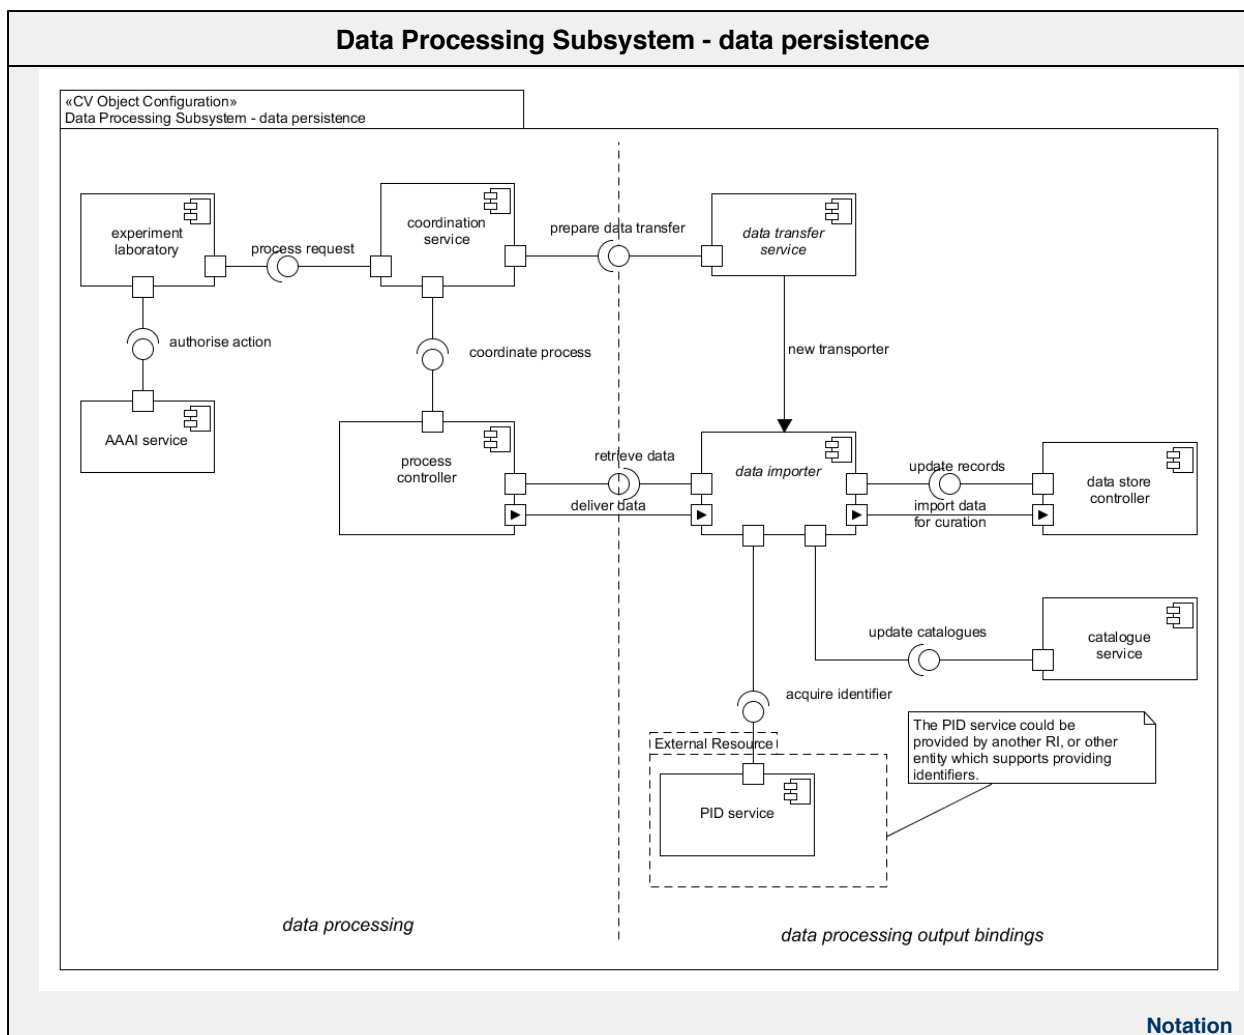 Data Processing Subsystem - data persistence
«CV Object Configuration»
Data Processing Subsystem - data persistence
experiment
laboratory
process request
coordination
service
prepare data transfer
data transfer
service
authorise action
coordinate process
new transporter
AAAI service
process
controller
retrieve data
deliver data
data importer
update records
import data
for curation
data store
controller
update catalogues
catalogue
service
acquire identifier
External Resource
PID service
The PID service could be
provided by another RI, or other
entity which supports providing
identifiers.
data processing
data processing output bindings
Notation